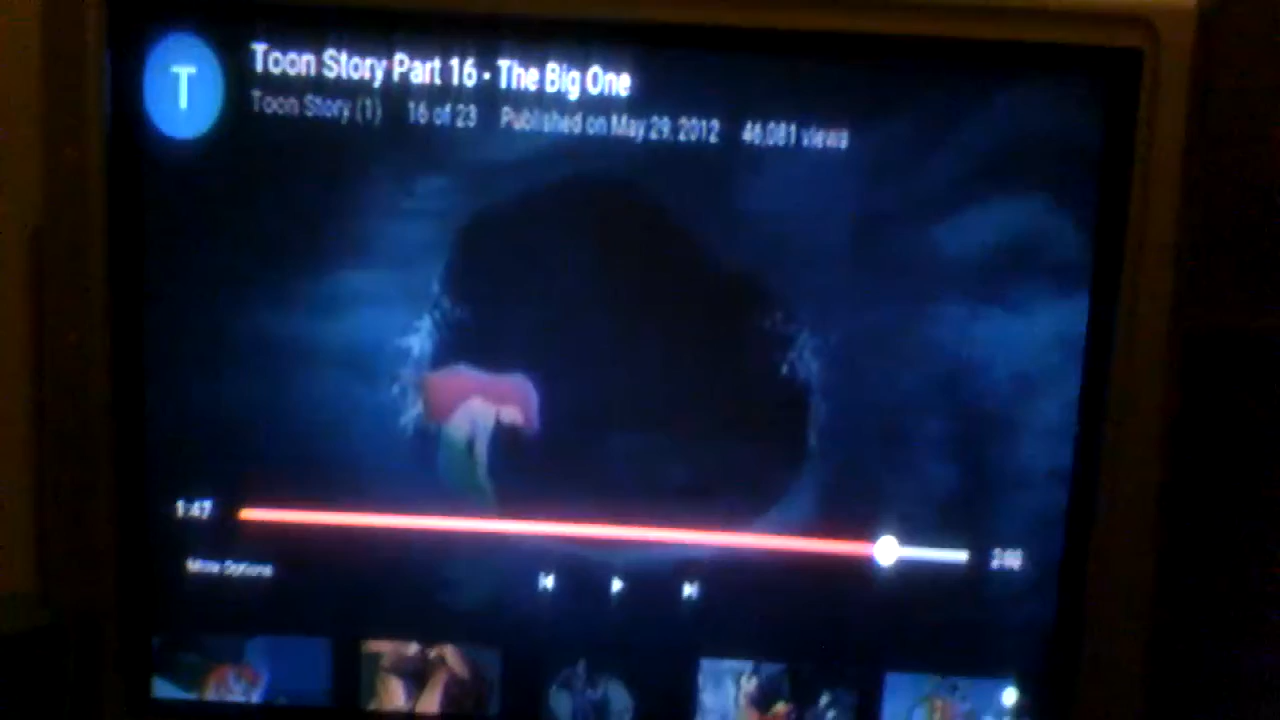 T
Toon Story Part 16 - The Big One
Toon Story (1) 16 of 23 Published on May 29, 2012 46,081 views
1:47
More Options